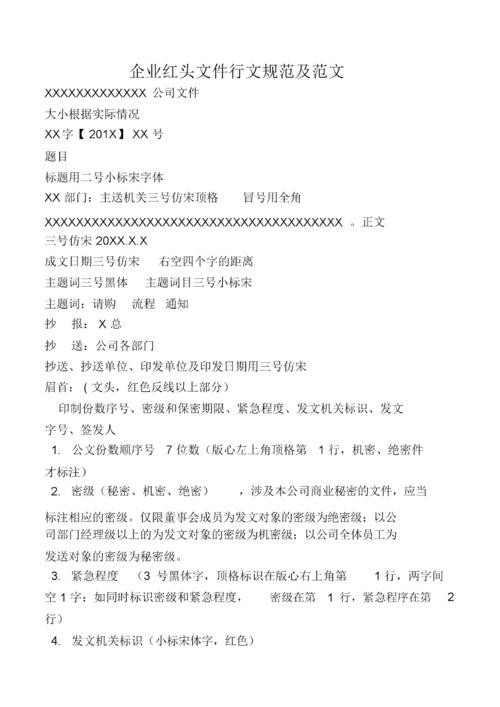 企业红头文件行文规范及范文
XXXXXXXXXXXXX 公司文件
大小根据实际情况
XX字【 201X】 XX 号
题目
标题用二号小标宋字体
XX 部门：主送机关三号仿宋顶格 冒号用全角
XXXXXXXXXXXXXXXXXXXXXXXXXXXXXXXXXXXXX 。正文
三号仿宋 20XX.X.X
成文日期三号仿宋 右空四个字的距离
主题词三号黑体 主题词目三号小标宋
主题词：请购 流程 通知
抄 报： X 总
抄 送：公司各部门
抄送、抄送单位、印发单位及印发日期用三号仿宋
眉首：（ 文头，红色反线以上部分）
印制份数序号、密级和保密期限、紧急程度、发文机关标识、发文
字号、签发人
1. 公文份数顺序号 7 位数（版心左上角顶格第 1 行，机密、绝密件
才标注）
2. 密级（秘密、机密、绝密） ，涉及本公司商业秘密的文件，应当
标注相应的密级。仅限董事会成员为发文对象的密级为绝密级；以公
司部门经理级以上的为发文对象的密级为机密级；以公司全体员工为
发送对象的密级为秘密级。
3. 紧急程度 （3 号黑体字，顶格标识在版心右上角第 1 行，两字间
空 1 字；如同时标识密级和紧急程度， 密级在第 1 行，紧急程序在第 2
行）
4. 发文机关标识（小标宋体字，红色）